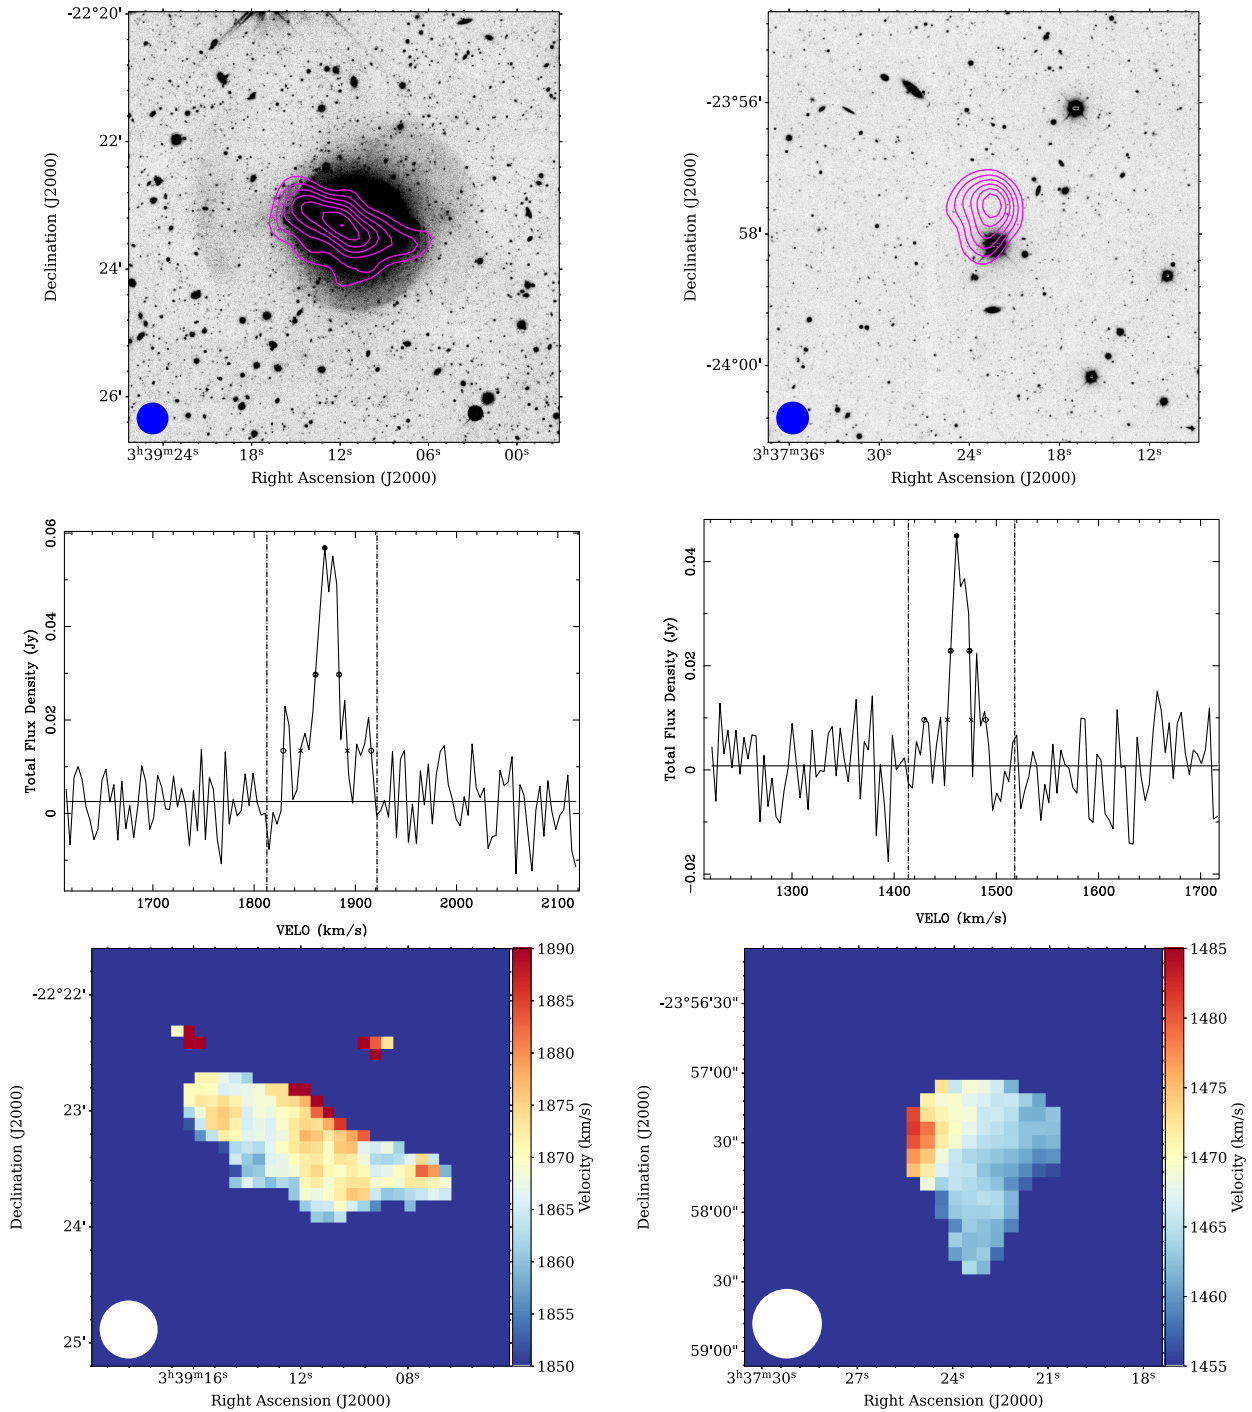 -22°20'
22'
24'
26'
Declination (J2000)
3ʰ39ᵐ24ˢ 18ˢ 12ˢ 06ˢ 00ˢ
Right Ascension (J2000)
-23°56'
58'
-24°00'
Declination (J2000)
3ʰ37ᵐ36ˢ 30ˢ 24ˢ 18ˢ 12ˢ
Right Ascension (J2000)
0.06
0.04
0.02
0
Total Flux Density (Jy)
1700 1800 1900 2000 2100
VELO (km/s)
0.04
0.02
0
−0.02
Total Flux Density (Jy)
1300 1400 1500 1600 1700
VELO (km/s)
-22°22'
23'
24'
25'
Declination (J2000)
3ʰ39ᵐ16ˢ 12ˢ 08ˢ
Right Ascension (J2000)
1890
1885
1880
1875
1870
1865
1860
1855
1850
Velocity (km/s)
-23°56'30"
57'00"
30"
58'00"
30"
59'00"
Declination (J2000)
3ʰ37ᵐ30ˢ 27ˢ 24ˢ 21ˢ 18ˢ
Right Ascension (J2000)
1485
1480
1475
1470
1465
1460
1455
Velocity (km/s)